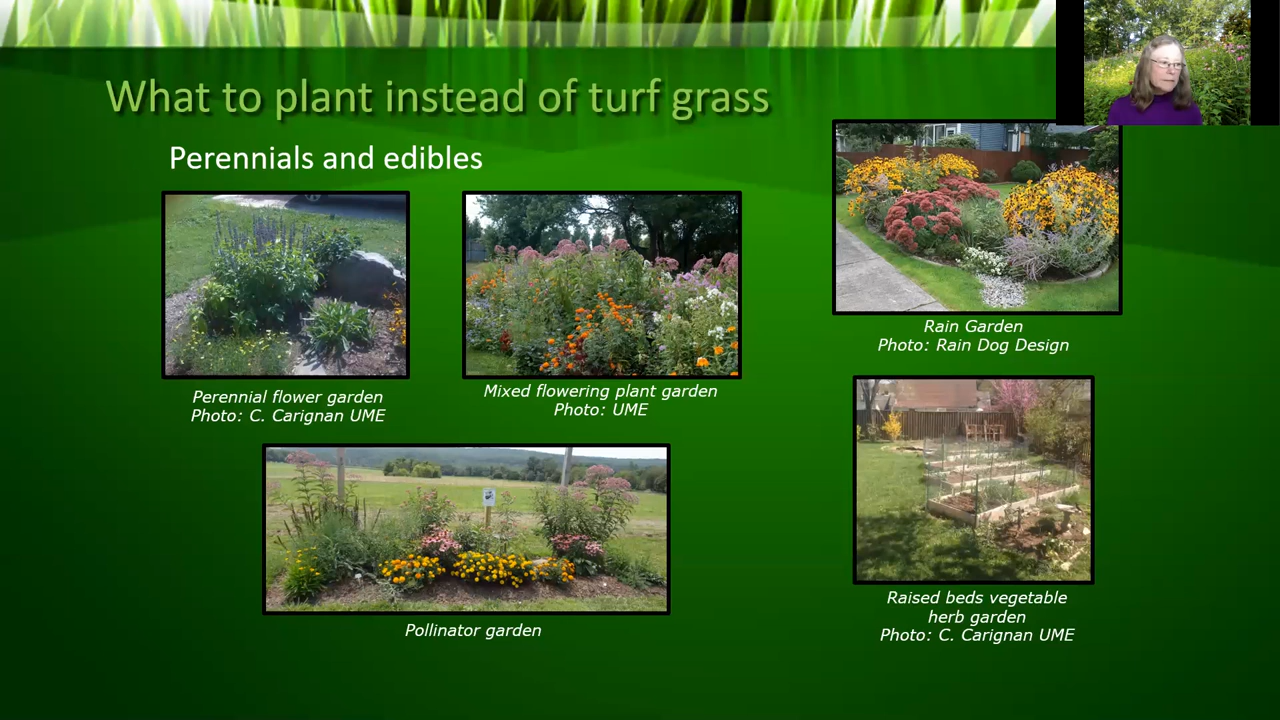 What to plant instead of turf grass
Perennials and edibles
Perennial flower garden
Photo: C. Carignan UME
Mixed flowering plant garden
Photo: UME
Rain Garden
Photo: Rain Dog Design
Pollinator garden
Raised beds vegetable
herb garden
Photo: C. Carignan UME